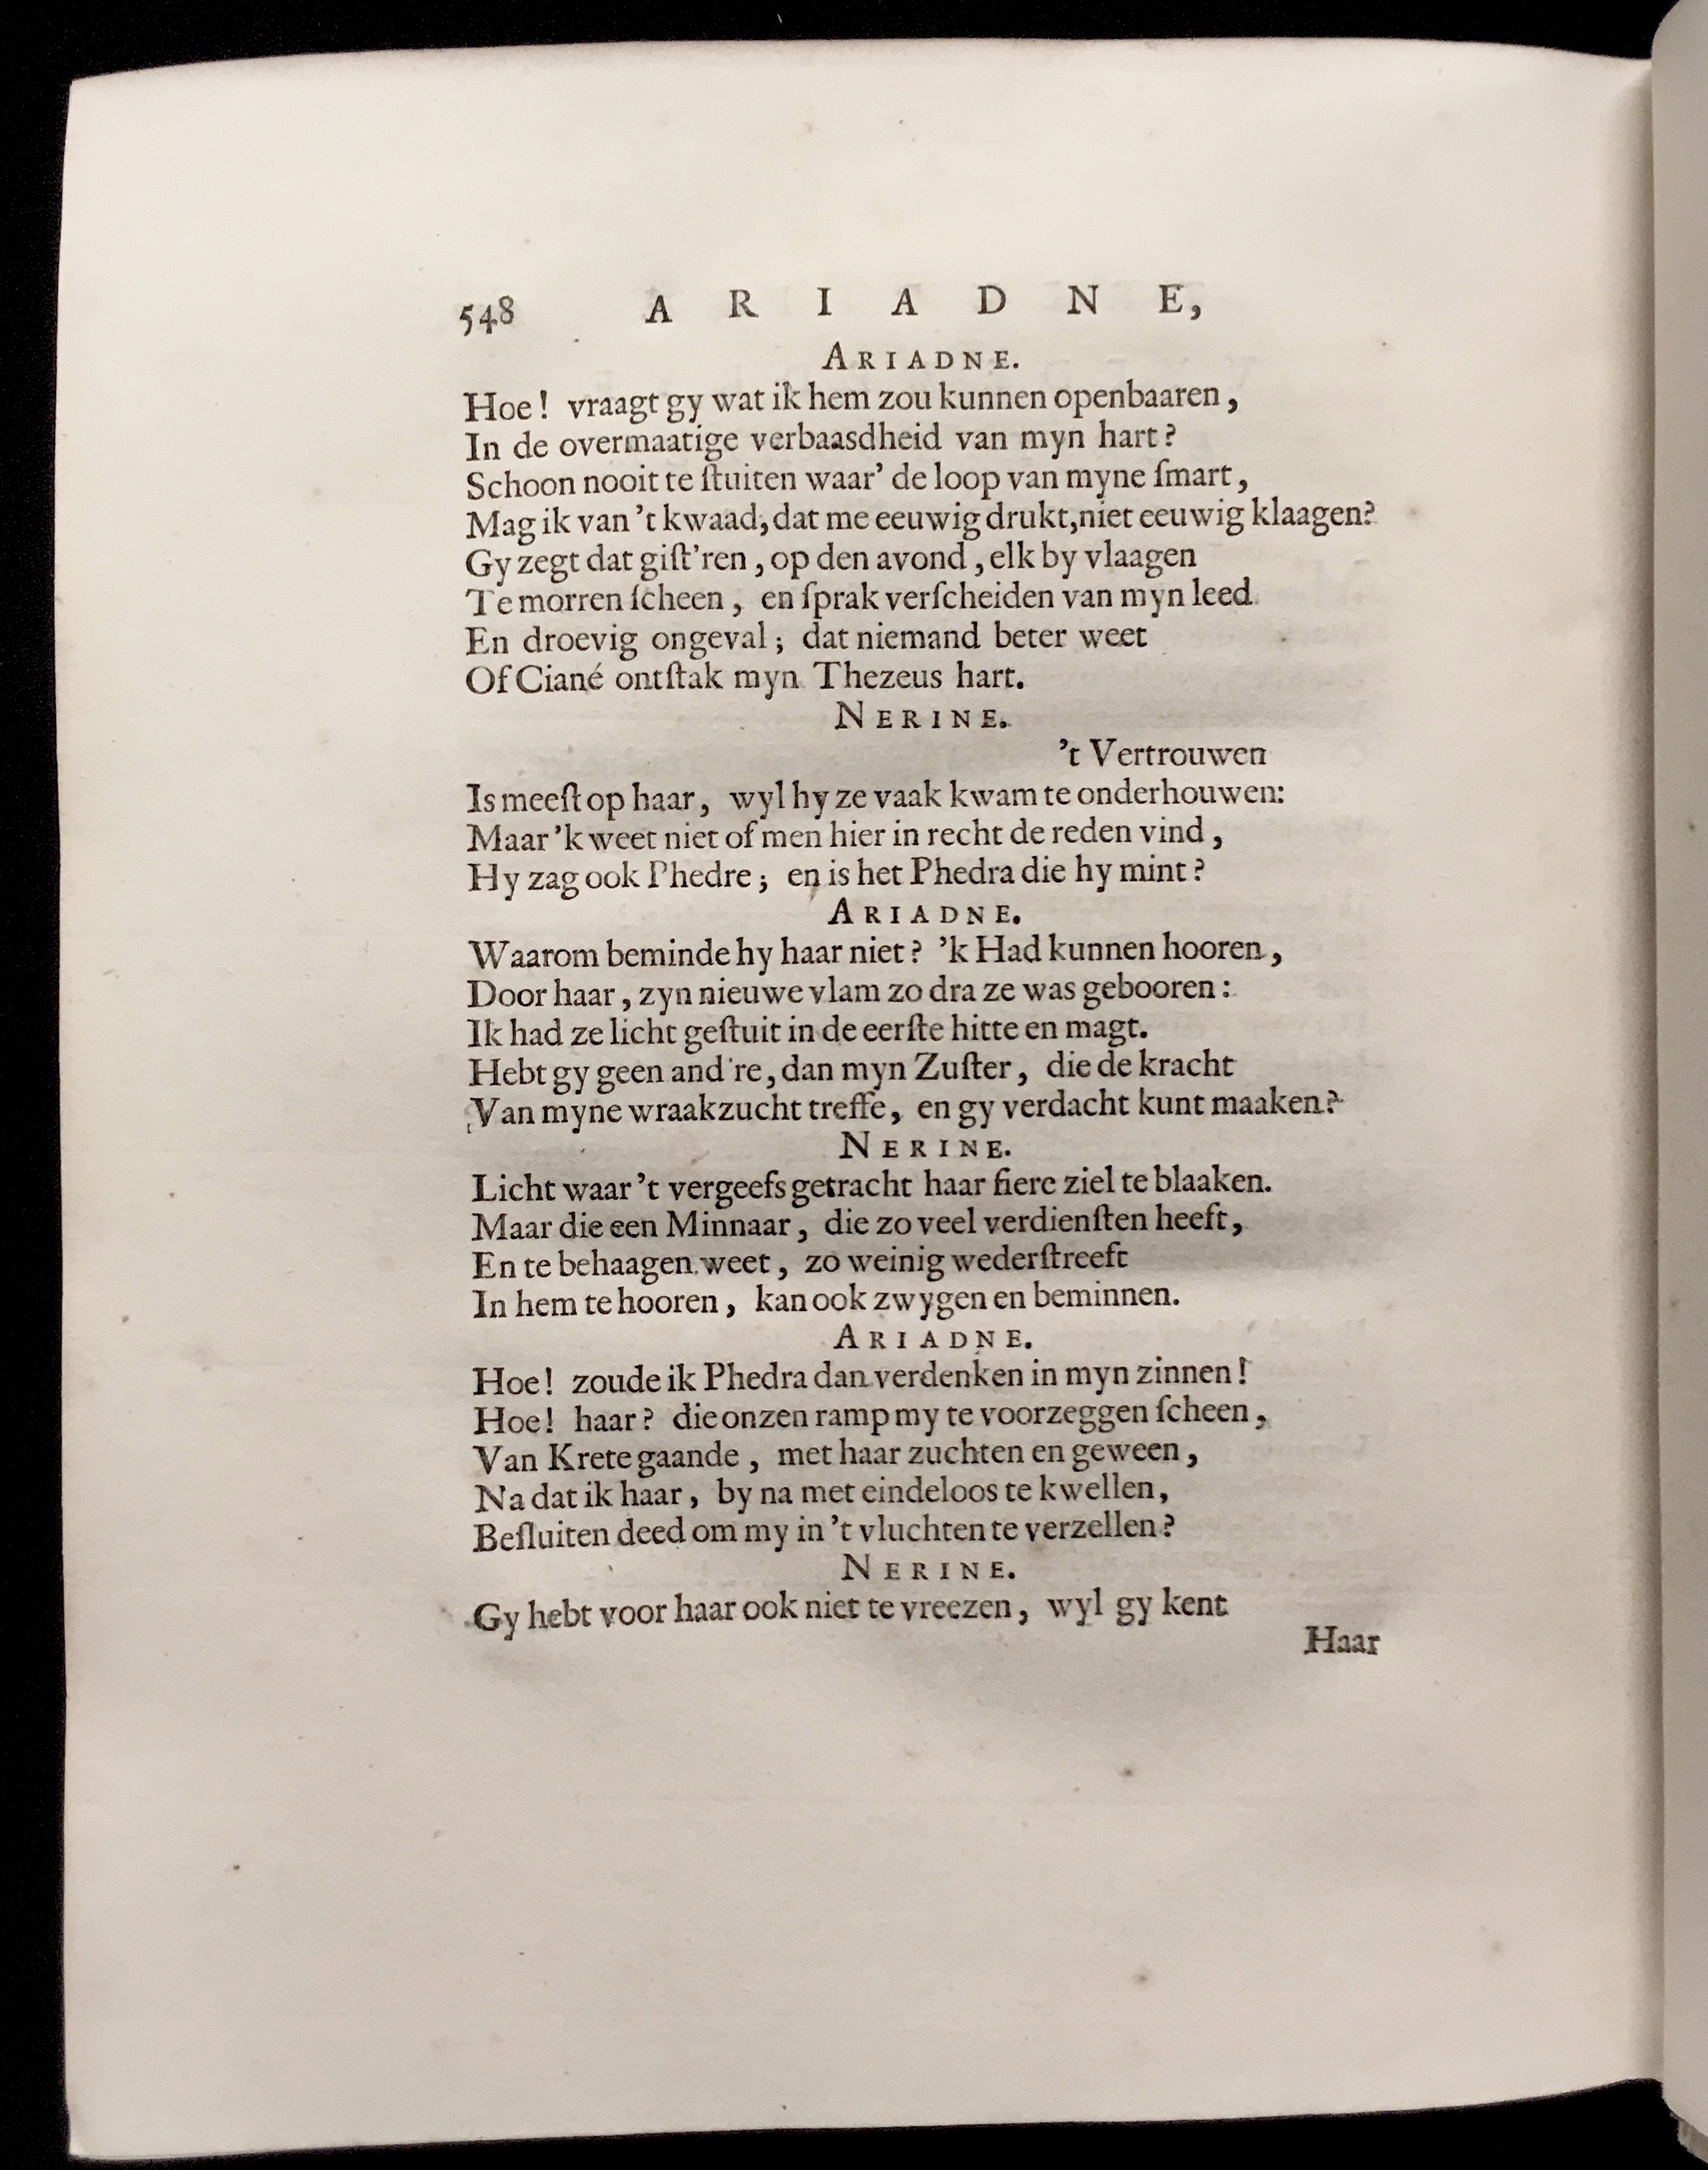 548 ARIADNE,
ARIADNE.
Hoe! vraagt gy wat ik hem zou kunnen openbaaren,
In de overmaatige verbaasdheid van myn hart?
Schoon nooit te ſtuiten waar' de loop van myne ſmart,
Mag ik van 't kwaad, dat me eeuwig drukt, niet eeuwig klaagen?
Gy zegt dat giſt'ren, op den avond, elk by vlaagen
Te morren ſcheen, en ſprak verſcheiden van myn leed
En droevig ongeval; dat niemand beter weet
Of Ciané ontſtak myn Thezeus hart.
NERINE.
't Vertrouwen
Is meeſt op haar, wyl hy ze vaak kwam te onderhouwen:
Maar 'k weet niet of men hier in recht de reden vind,
Hy zag ook Phedre; en is het Phedra die hy mint?
ARIADNE.
Waarom beminde hy haar niet? 'k Had kunnen hooren,
Door haar, zyn nieuwe vlam zo dra ze was gebooren:
Ik had ze licht geſtuit in de eerſte hitte en magt.
Hebt gy geen and're, dan myn Zuſter, die de kracht
Van myne wraakzucht treffe, en gy verdacht kunt maaken?
NERINE.
Licht waar 't vergeefs getracht haar fiere ziel te blaaken.
Maar die een Minnaar, die zo veel verdienſten heeft,
En te behaagen weet, zo weinig wederſtreeft
In hem te hooren, kan ook zwygen en beminnen.
ARIADNE.
Hoe! zoude ik Phedra dan verdenken in myn zinnen!
Hoe! haar? die onzen ramp my te voorzeggen ſcheen,
Van Krete gaande, met haar zuchten en geween,
Na dat ik haar, by na met eindeloos te kwellen,
Beſluiten deed om my in 't vluchten te verzellen?
NERINE.
Gy hebt voor haar ook niet te vreezen, wyl gy kent
Haar